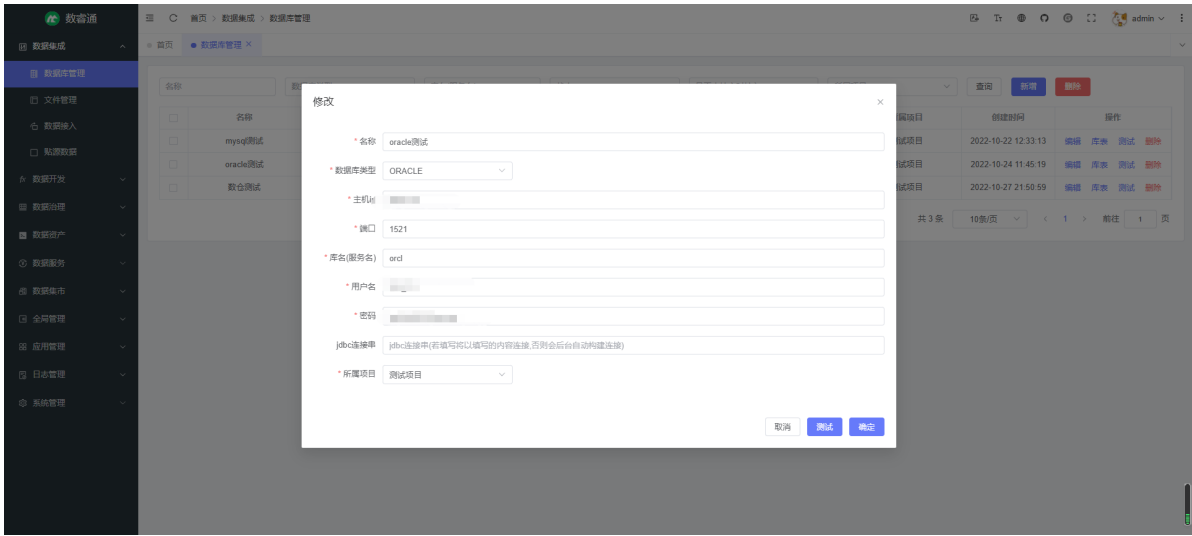 数睿通
首页 > 数据集成 > 数据库管理
admin
数据集成
首页
数据库管理 ×
数据库管理
文件管理
数据接入
贴源数据
数据开发
数据治理
数据资产
数据服务
数据集市
全局管理
应用管理
日志管理
系统管理
名称
查询
新增
删除
名称
属项目
创建时间
操作
mysql测试
试项目
2022-10-22 12:33:13
编辑 库表 测试 删除
oracle测试
试项目
2022-10-24 11:45:19
编辑 库表 测试 删除
数仓测试
试项目
2022-10-27 21:50:59
编辑 库表 测试 删除
共 3 条
10条/页
1
前往 1 页
修改
* 名称 oracle测试
* 数据库类型 ORACLE
* 主机ip
* 端口 1521
* 库名(服务名) orcl
* 用户名
* 密码
jdbc连接串 jdbc连接串(若填写将以填写的内容连接,否则会后台自动构建连接)
* 所属项目 测试项目
取消 测试 确定